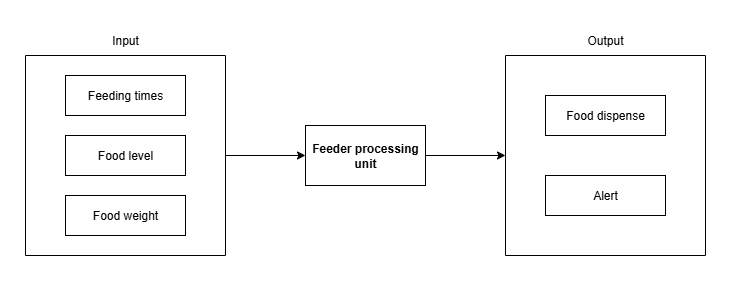 Input
Feeding times
Food level
Food weight
Feeder processing
unit
Output
Food dispense
Alert